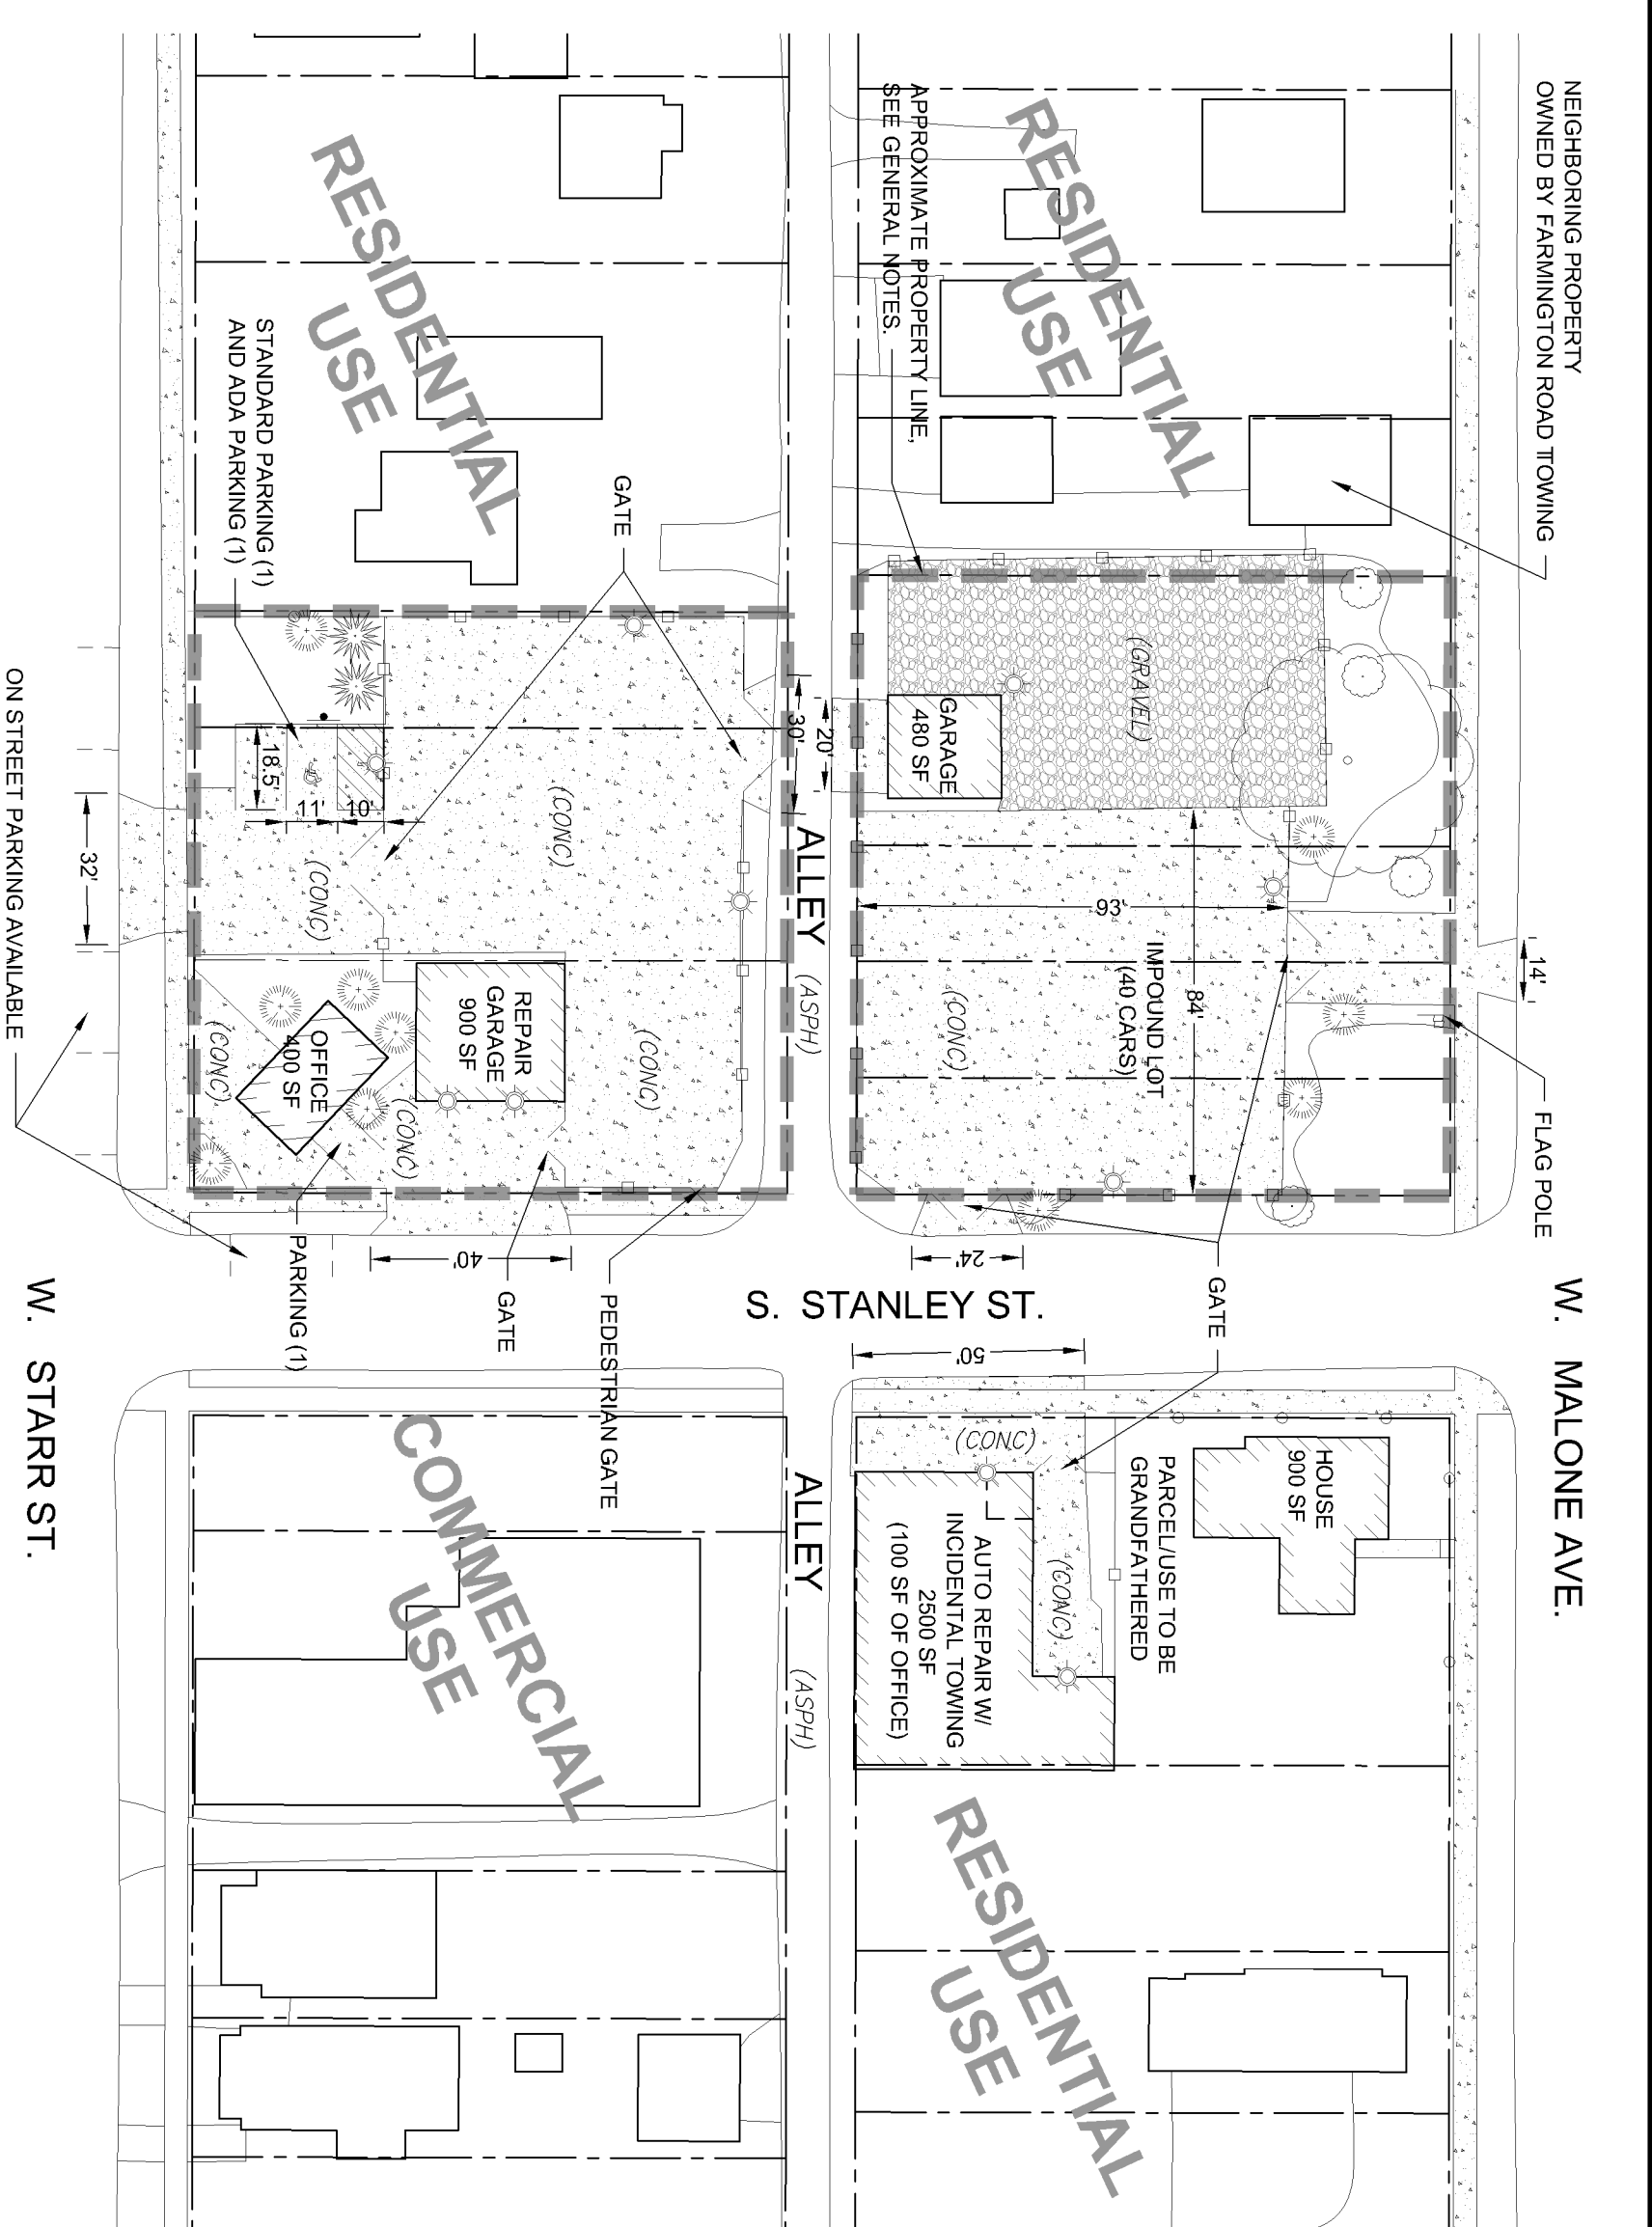 NEIGHBORING PROPERTY
OWNED BY FARMINGTON ROAD TOWING
FLAG POLE
W. MALONE AVE.
14'
RESIDENTIAL
USE
APPROXIMATE PROPERTY LINE,
SEE GENERAL NOTES.
(GRAVEL)
GARAGE
480 SF
IMPOUND LOT
(40 CARS)
93'
84'
(CONC)
24'
GATE
50'
(CONC)
(CONC)
HOUSE
900 SF
PARCEL/USE TO BE
GRANDFATHERED
AUTO REPAIR W/
INCIDENTAL TOWING
2500 SF
(100 SF OF OFFICE)
RESIDENTIAL
USE
20'
30'
ALLEY
(ASPH)
S. STANLEY ST.
ALLEY
(ASPH)
RESIDENTIAL
USE
GATE
STANDARD PARKING (1)
AND ADA PARKING (1)
18.5'
11'
10'
(CONC)
(CONC)
(CONC)
REPAIR
GARAGE
900 SF
OFFICE
400 SF
(CONC)
(CONC)
PEDESTRIAN GATE
GATE
40'
PARKING (1)
COMMERCIAL
USE
32'
ON STREET PARKING AVAILABLE
W. STARR ST.